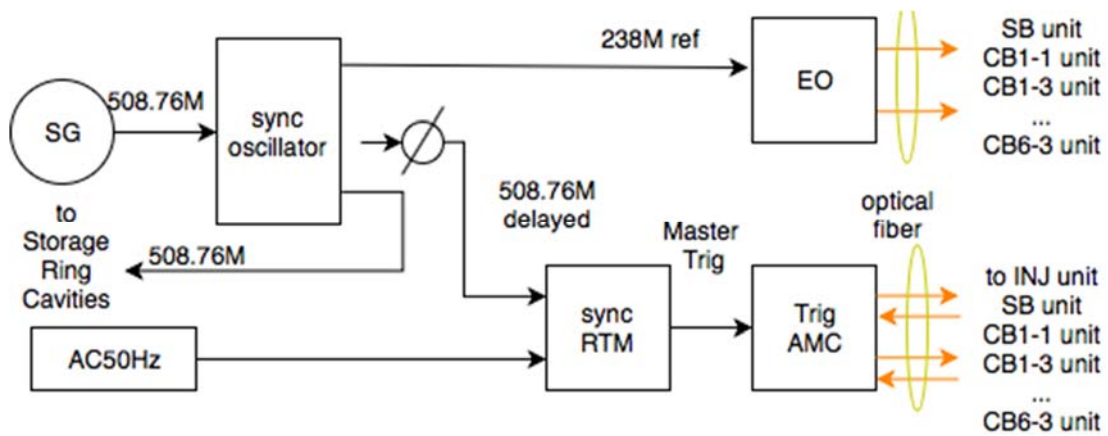 SG
508.76M
sync
oscillator
238M ref
EO
SB unit
CB1-1 unit
CB1-3 unit
...
CB6-3 unit
to
Storage
Ring
Cavities
508.76M
508.76M
delayed
AC50Hz
sync
RTM
Master
Trig
Trig
AMC
optical
fiber
to INJ unit
SB unit
CB1-1 unit
CB1-3 unit
...
CB6-3 unit